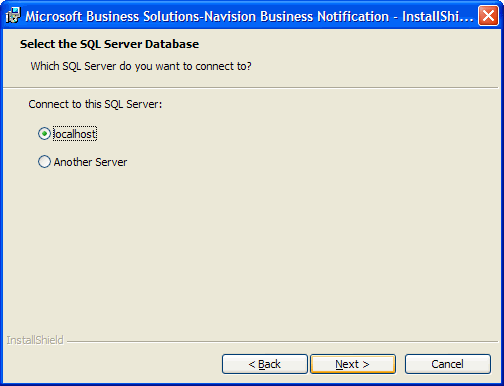 Microsoft Business Solutions-Navision Business Notification - InstallShi...
Select the SQL Server Database
Which SQL Server do you want to connect to?
Connect to this SQL Server:
localhost
Another Server
InstallShield
< Back Next > Cancel